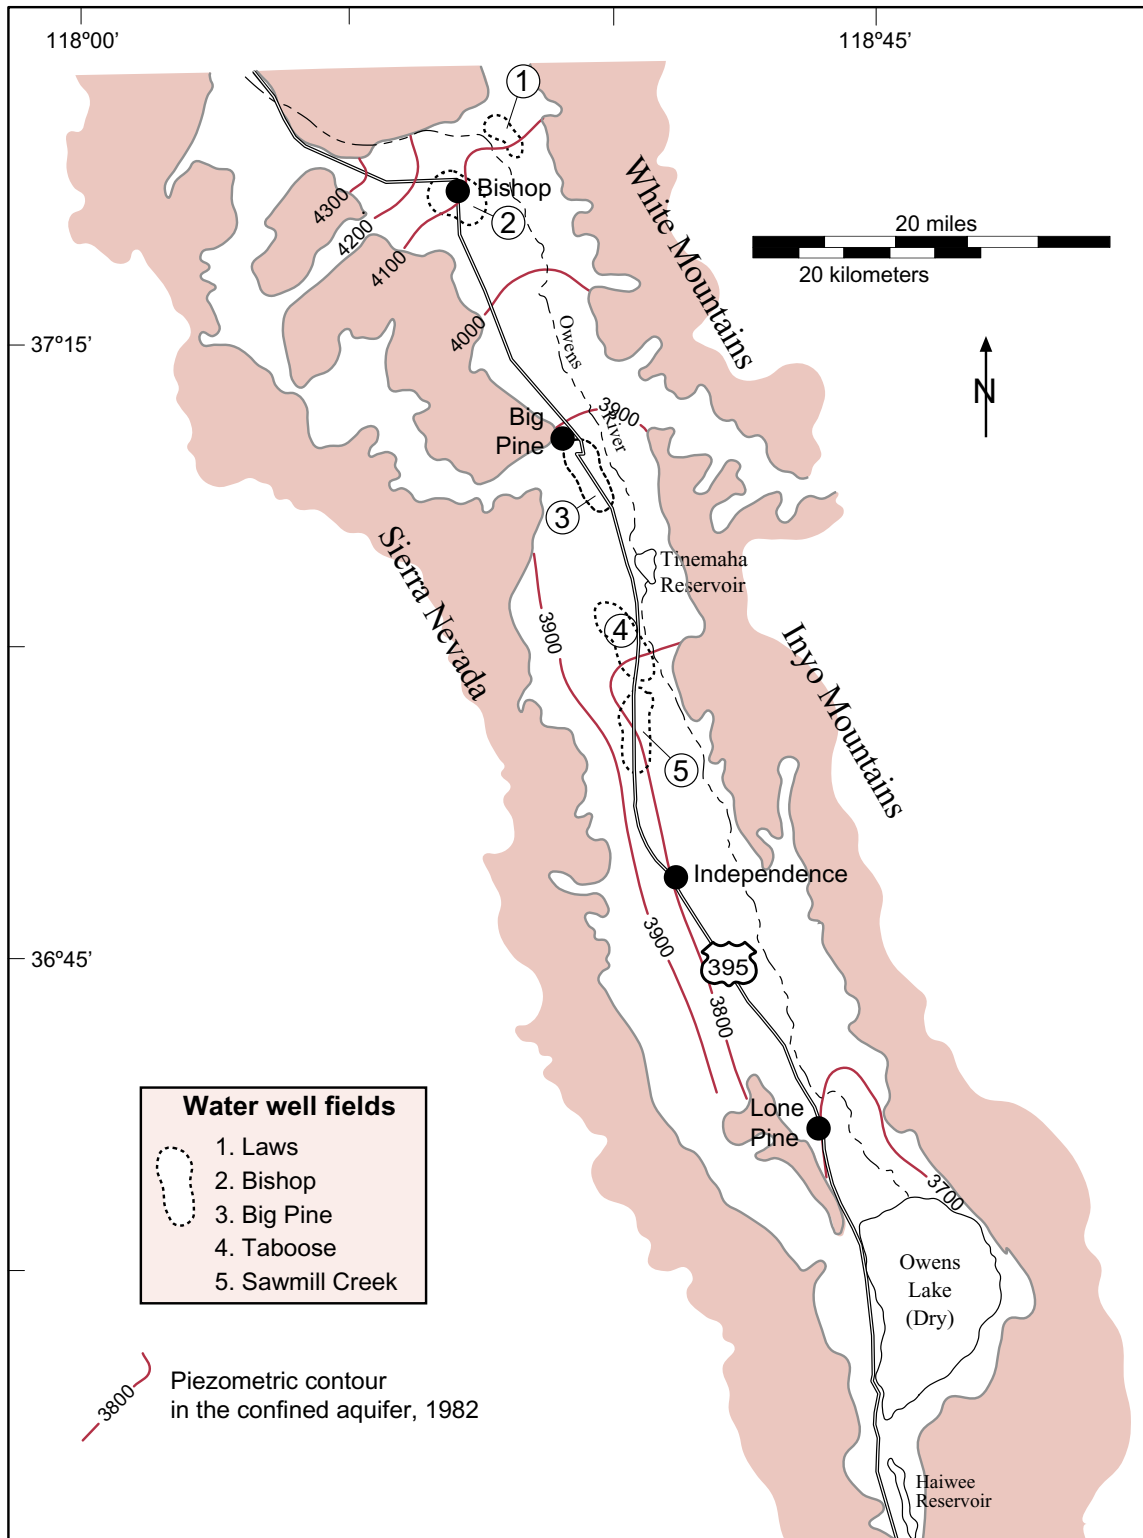 118º00’
118º45’
1
White Mountains
Bishop
2
20 miles
20 kilometers
4300
4200
4100
4000
37º15’
N
Owens
River
3900
Big
Pine
3
Sierra Nevada
Tinemaha
Reservoir
3900
4
Inyo Mountains
5
Independence
3900
395
36º45’
3800
Lone
Pine
3700
Owens
Lake
(Dry)
Haiwee
Reservoir
Water well fields
1. Laws
2. Bishop
3. Big Pine
4. Taboose
5. Sawmill Creek
3800
Piezometric contour
in the confined aquifer, 1982